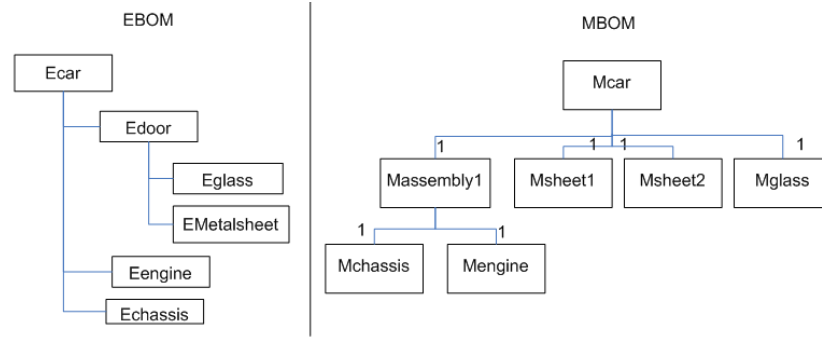 EBOM
Ecar
Edoor
Eglass
EMetalsheet
Eengine
Echassis
MBOM
Mcar
1
1
1
1
Massembly1
Msheet1
Msheet2
Mglass
1
1
Mchassis
Mengine